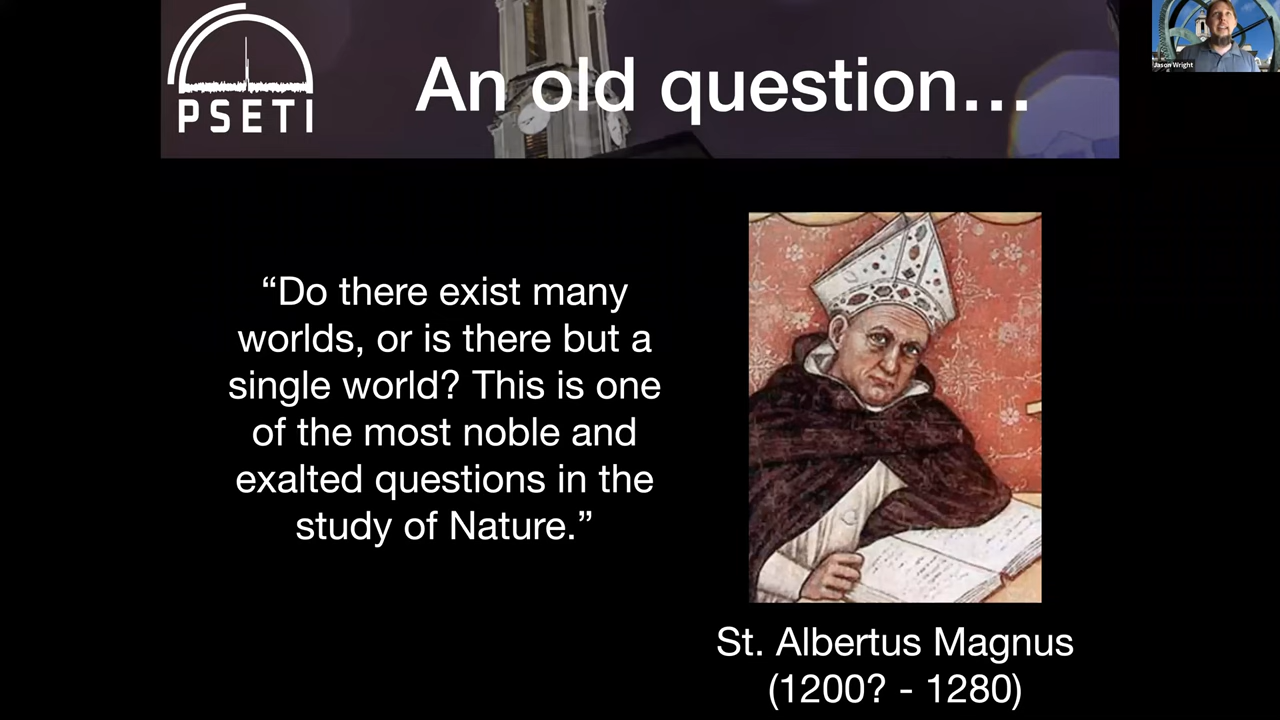 PSETI
An old question...
Jason Wright
“Do there exist many
worlds, or is there but a
single world? This is one
of the most noble and
exalted questions in the
study of Nature.”
St. Albertus Magnus
(1200? - 1280)